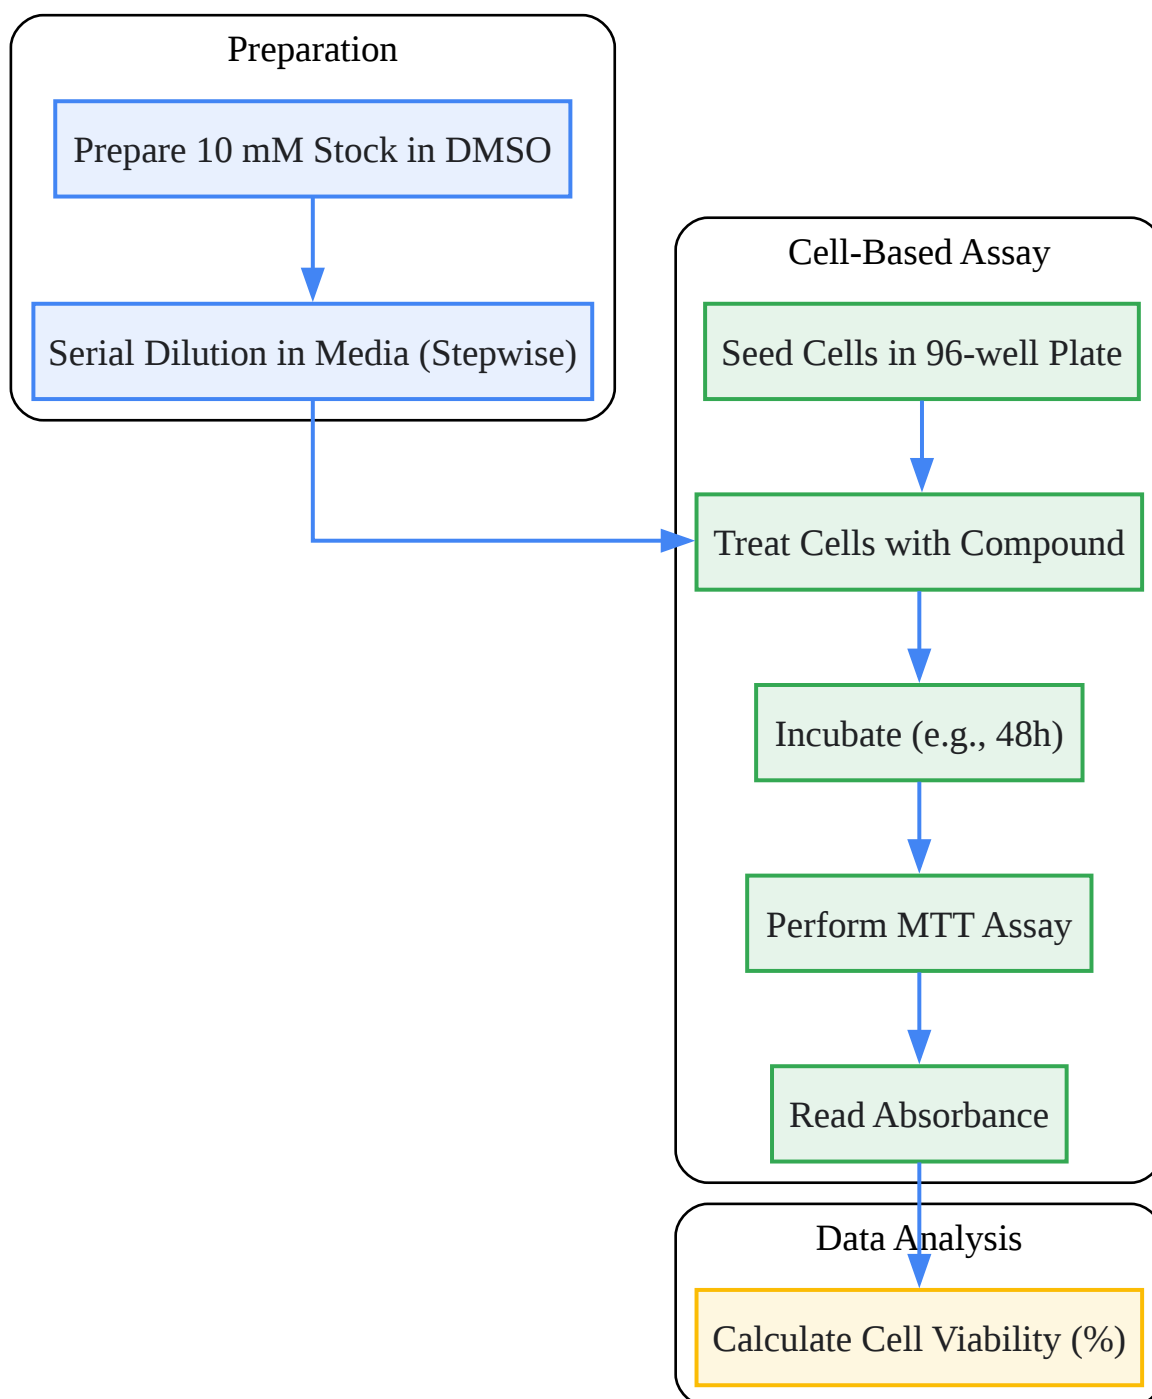 Preparation
Prepare 10 mM Stock in DMSO
Serial Dilution in Media (Stepwise)
Cell-Based Assay
Seed Cells in 96-well Plate
Treat Cells with Compound
Incubate (e.g., 48h)
Perform MTT Assay
Read Absorbance
Data Analysis
Calculate Cell Viability (%)